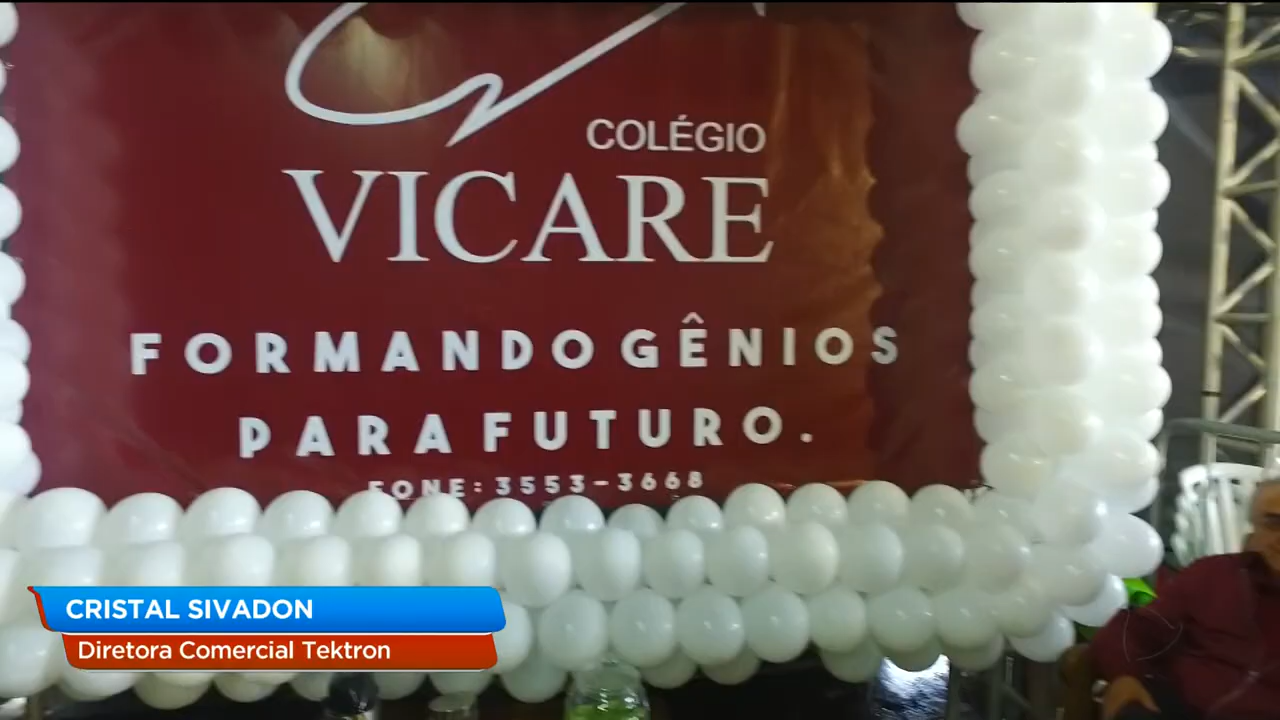 COLÉGIO
VICARE
FORMANDO GÊNIOS
PARA FUTURO.
FONE: 3553-3668
CRISTAL SIVADON
Diretora Comercial Tektron